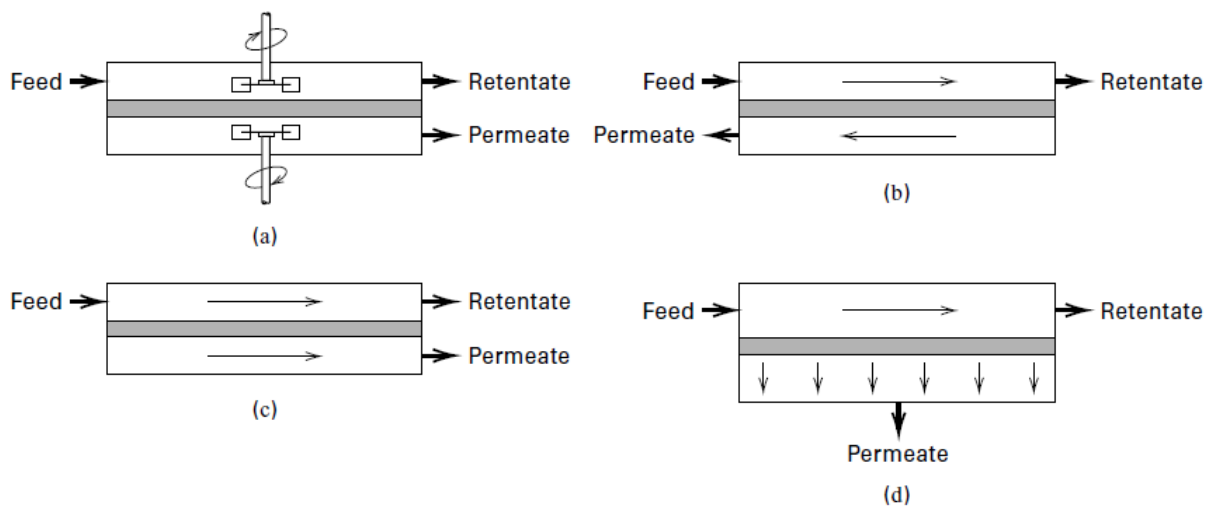 Feed
Retentate
Permeate
(a)
Feed
Retentate
Permeate
(b)
Feed
Retentate
Permeate
(c)
Feed
Retentate
Permeate
(d)